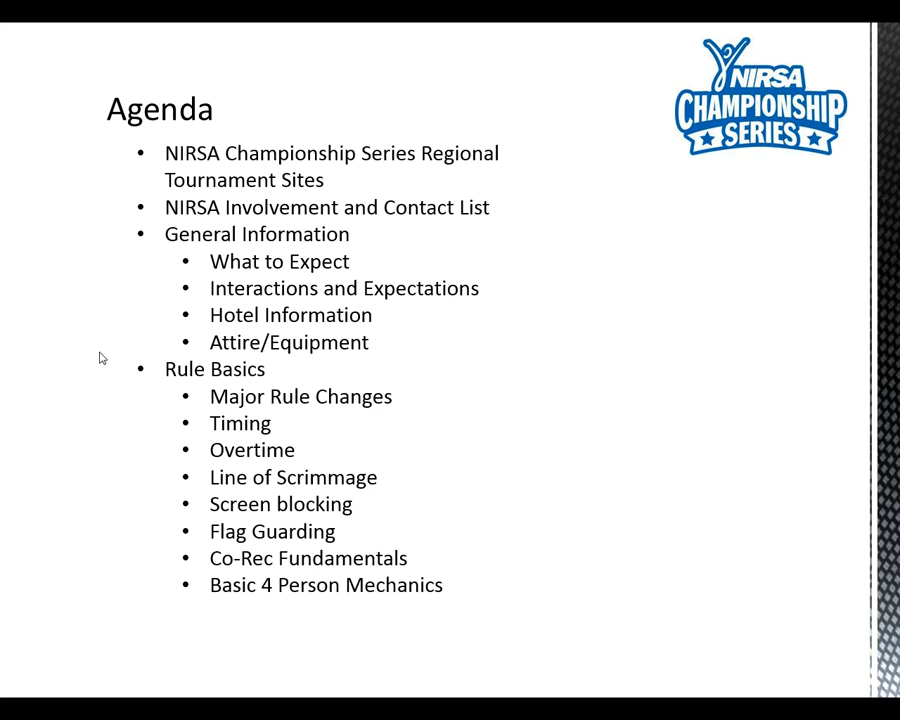 NIRSA
CHAMPIONSHIP
SERIES
Agenda
• NIRSA Championship Series Regional
Tournament Sites
• NIRSA Involvement and Contact List
• General Information
• What to Expect
• Interactions and Expectations
• Hotel Information
• Attire/Equipment
• Rule Basics
• Major Rule Changes
• Timing
• Overtime
• Line of Scrimmage
• Screen blocking
• Flag Guarding
• Co-Rec Fundamentals
• Basic 4 Person Mechanics